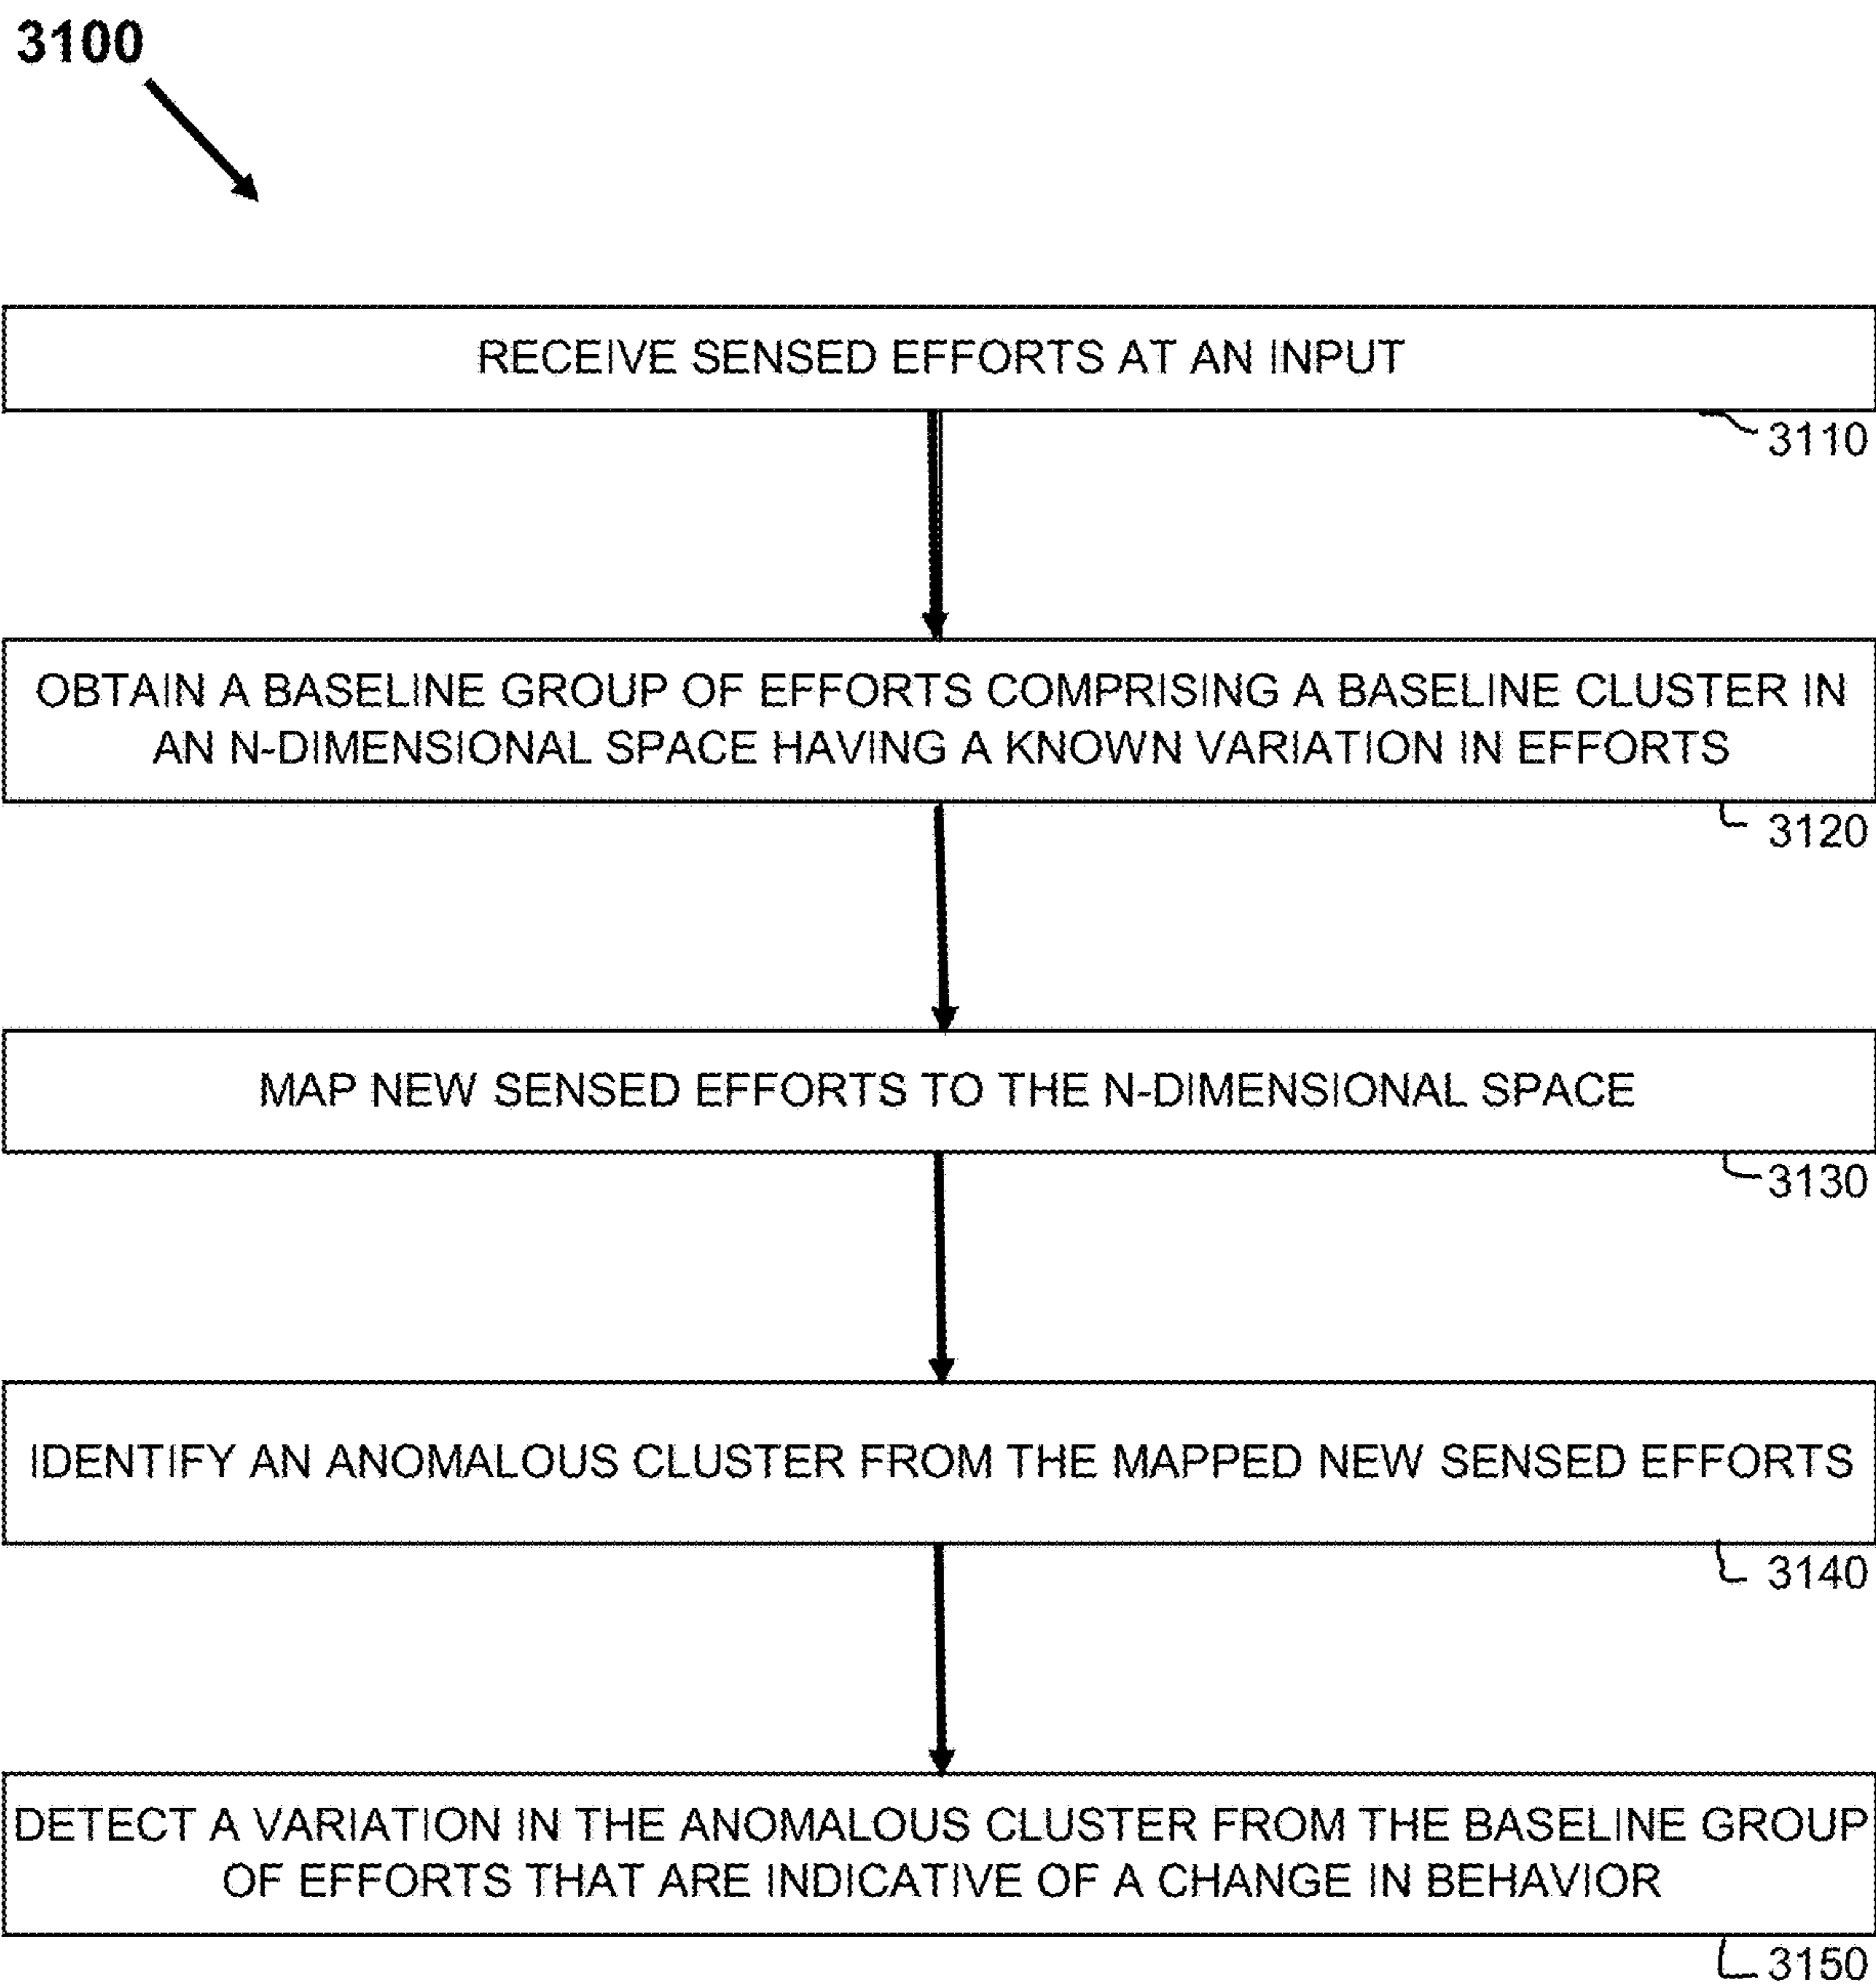 3100
RECEIVE SENSED EFFORTS AT AN INPUT
3110
OBTAIN A BASELINE GROUP OF EFFORTS COMPRISING A BASELINE CLUSTER IN
AN N-DIMENSIONAL SPACE HAVING A KNOWN VARIATION IN EFFORTS
3120
MAP NEW SENSED EFFORTS TO THE N-DIMENSIONAL SPACE
3130
IDENTIFY AN ANOMALOUS CLUSTER FROM THE MAPPED NEW SENSED EFFORTS
3140
DETECT A VARIATION IN THE ANOMALOUS CLUSTER FROM THE BASELINE GROUP
OF EFFORTS THAT ARE INDICATIVE OF A CHANGE IN BEHAVIOR
3150